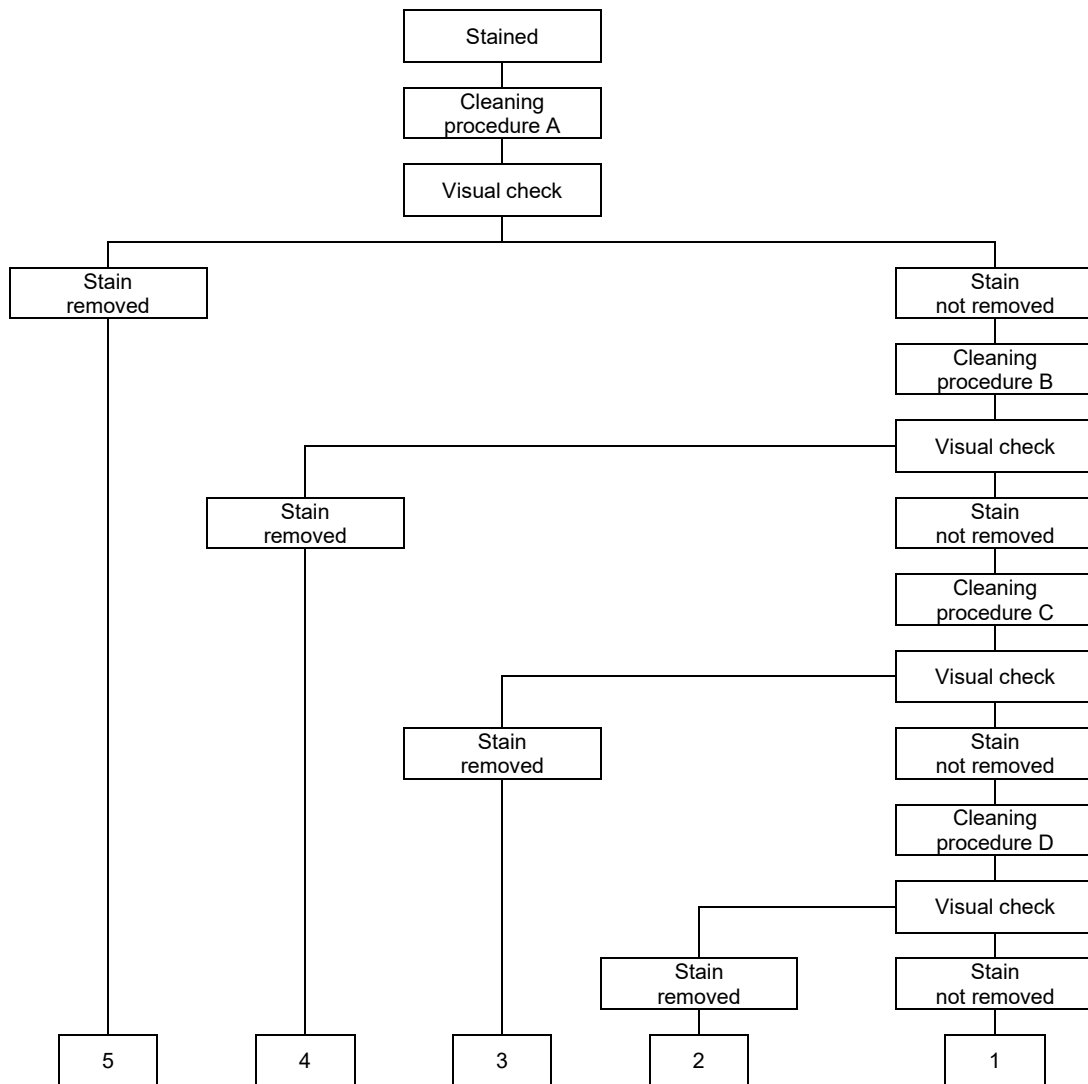 Stained
Cleaning
procedure A
Visual check
Stain
removed
Stain
not removed
Cleaning
procedure B
Visual check
Stain
removed
Stain
not removed
Cleaning
procedure C
Visual check
Stain
removed
Stain
not removed
Cleaning
procedure D
Visual check
Stain
removed
Stain
not removed
5
4
3
2
1